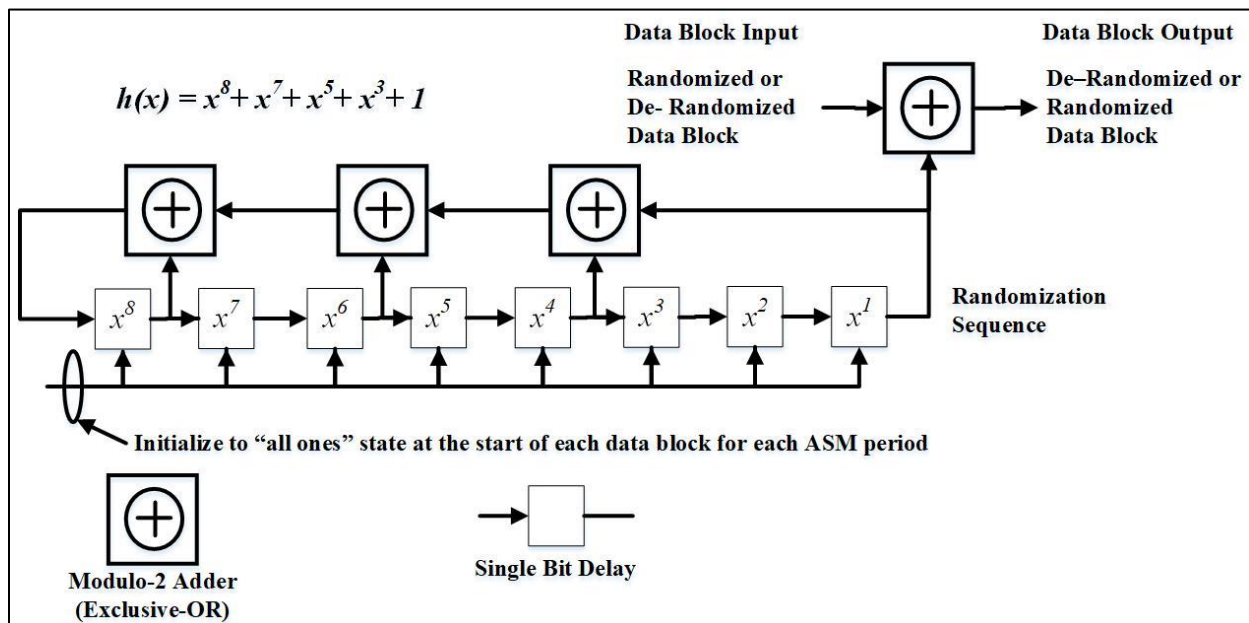 Data Block Input
Data Block Output
h(x) = x⁸+ x⁷+ x⁵+ x³+ 1
Randomized or
De- Randomized
Data Block
De–Randomized or
Randomized
Data Block
x⁸
x⁷
x⁶
x⁵
x⁴
x³
x²
x¹
Randomization
Sequence
Initialize to “all ones” state at the start of each data block for each ASM period
Modulo-2 Adder
(Exclusive-OR)
Single Bit Delay